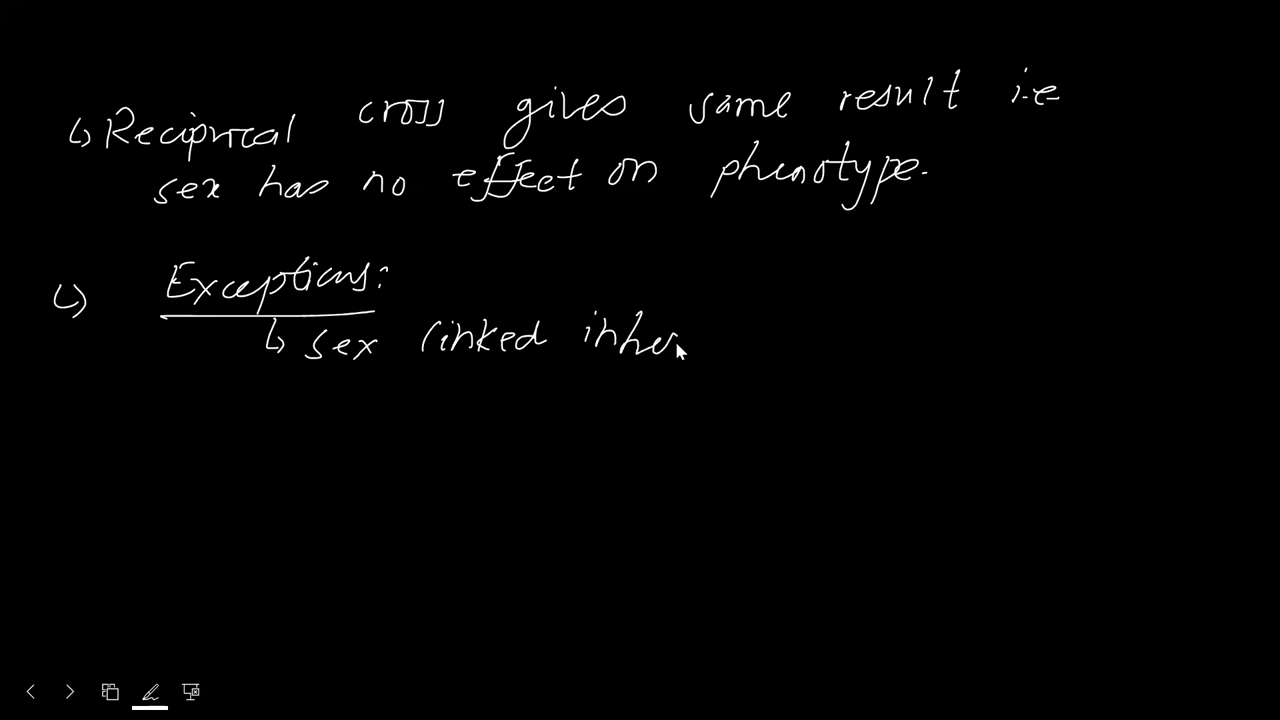 ↳ Reciprocal cross gives same result i.e
sex has no effect on phenotype.
↳ Exceptions:
↳ sex linked inher